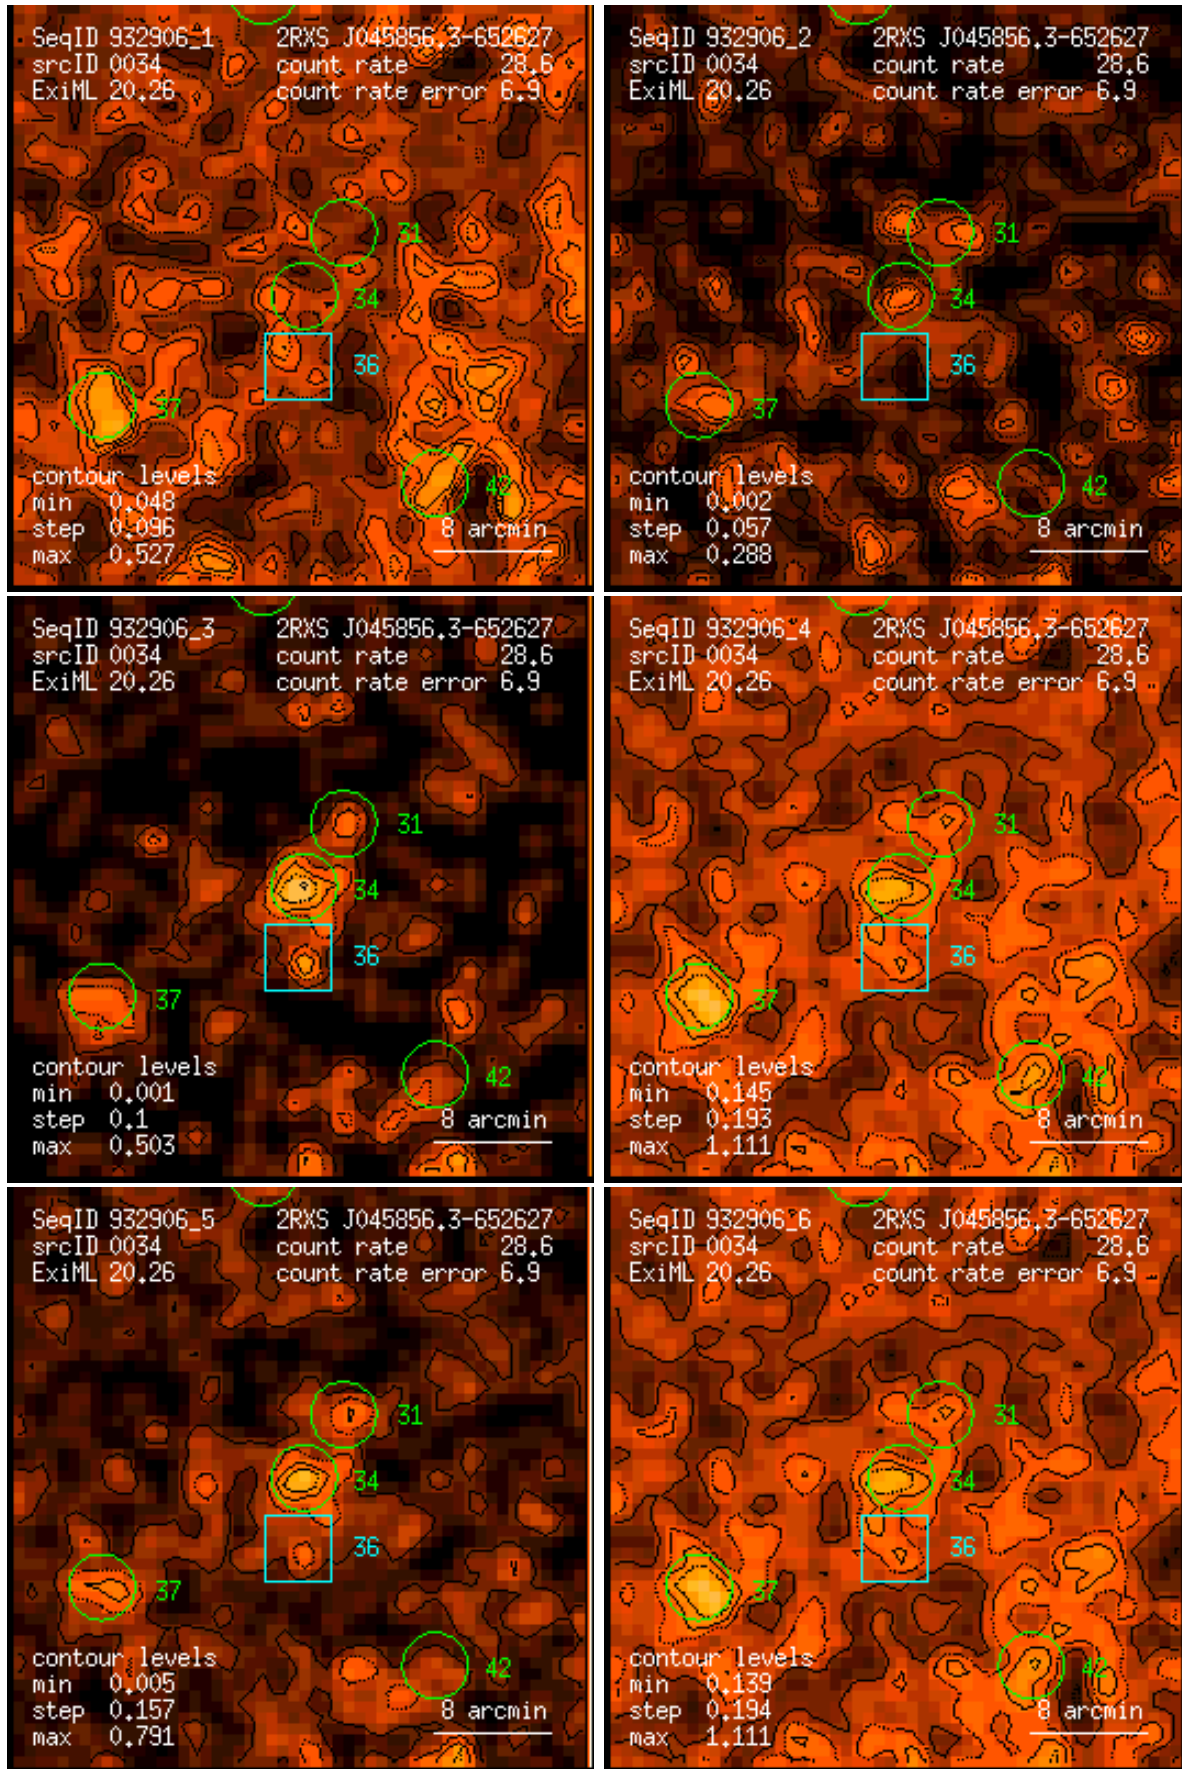 SeqID 932906_1 2RXS J045856.3-652627
srcID 0034 count rate 28.6
ExiML 20.26 count rate error 6.9
31
34
36
37
contour levels
min 0.048
42
step 0.096 8 arcmin
max 0.527
SeqID 932906_2 2RXS J045856.3-652627
srcID 0034 count rate 28.6
ExiML 20.26 count rate error 6.9
31
34
36
37
contour levels
min 0.002
42
step 0.057 8 arcmin
max 0.288
SeqID 932906_3 2RXS J045856.3-652627
srcID 0034 count rate 28.6
ExiML 20.26 count rate error 6.9
31
34
36
37
contour levels
min 0.001
42
step 0.1 8 arcmin
max 0.503
SeqID 932906_4 2RXS J045856.3-652627
srcID 0034 count rate 28.6
ExiML 20.26 count rate error 6.9
31
34
36
37
contour levels
min 0.145
42
step 0.193 8 arcmin
max 1.111
SeqID 932906_5 2RXS J045856.3-652627
srcID 0034 count rate 28.6
ExiML 20.26 count rate error 6.9
31
34
36
37
contour levels
min 0.005
42
step 0.157 8 arcmin
max 0.791
SeqID 932906_6 2RXS J045856.3-652627
srcID 0034 count rate 28.6
ExiML 20.26 count rate error 6.9
31
34
36
37
contour levels
min 0.139
42
step 0.194 8 arcmin
max 1.111